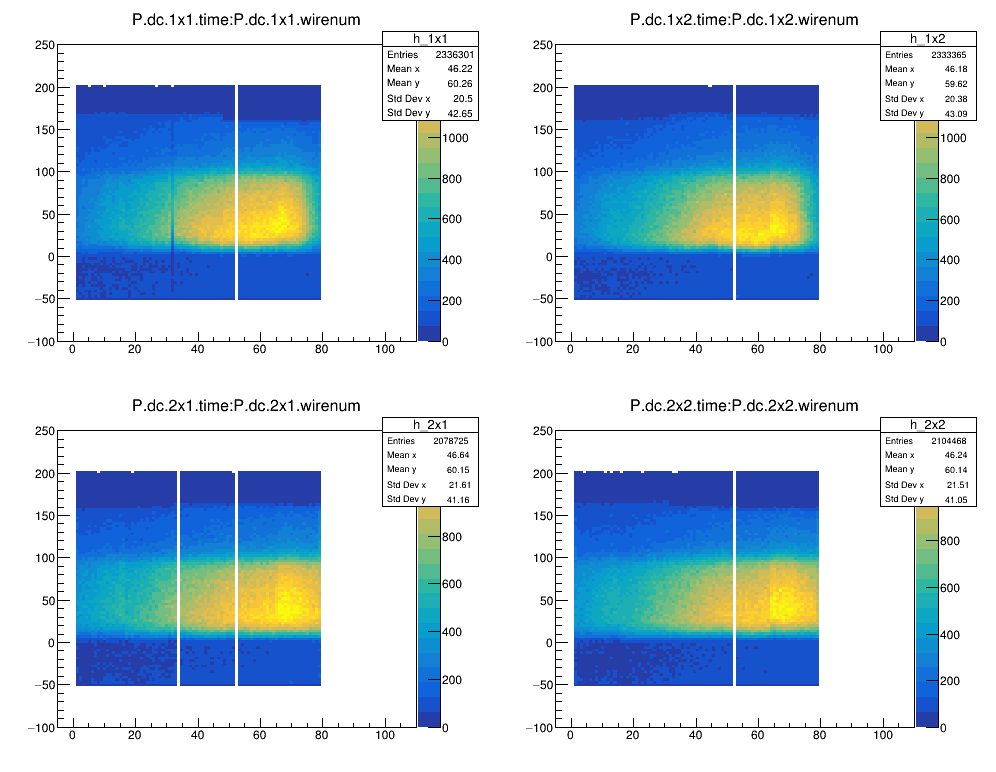 P.dc.1x1.time:P.dc.1x1.wirenum
h_1x1
Entries 2336301
Mean x 46.22
Mean y 60.26
Std Dev x 20.5
Std Dev y 42.65
250
200
150
100
50
0
−50
−100
0 20 40 60 80 100
1000
800
600
400
200
0
P.dc.1x2.time:P.dc.1x2.wirenum
h_1x2
Entries 2333365
Mean x 46.18
Mean y 59.62
Std Dev x 20.38
Std Dev y 43.09
250
200
150
100
50
0
−50
−100
0 20 40 60 80 100
1000
800
600
400
200
0
P.dc.2x1.time:P.dc.2x1.wirenum
h_2x1
Entries 2078725
Mean x 46.64
Mean y 60.15
Std Dev x 21.61
Std Dev y 41.16
250
200
150
100
50
0
−50
−100
0 20 40 60 80 100
800
600
400
200
0
P.dc.2x2.time:P.dc.2x2.wirenum
h_2x2
Entries 2104468
Mean x 46.24
Mean y 60.14
Std Dev x 21.51
Std Dev y 41.05
250
200
150
100
50
0
−50
−100
0 20 40 60 80 100
800
600
400
200
0